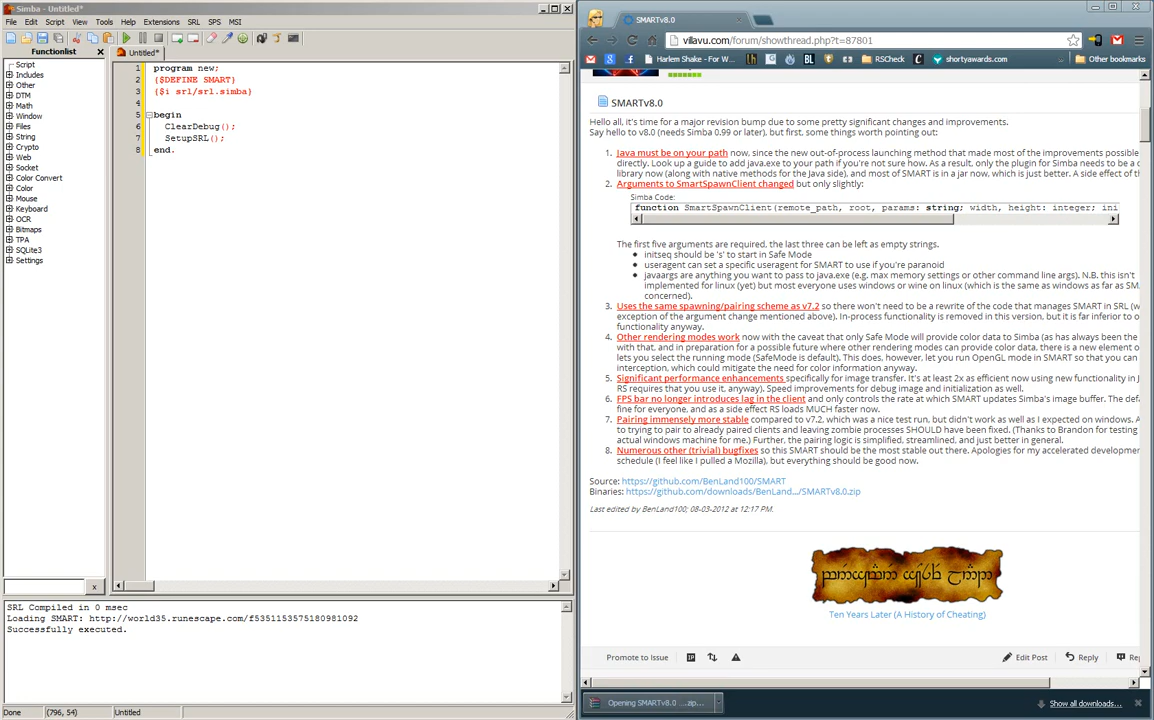 Simba - Untitled*
File Edit Script View Tools Help Extensions SRL SPS MSI
Functionlist
Script
Includes
Other
DTM
Math
Window
Files
String
Crypto
Web
Socket
Color Convert
Color
Mouse
Keyboard
OCR
Bitmaps
TPA
SQLite3
Settings
x
Untitled*
1 program new;
2 {$DEFINE SMART}
3 {$i srl/srl.simba}
4
5 begin
6 ClearDebug();
7 SetupSRL();
8 end.
SRL Compiled in 0 msec
Loading SMART: http://world35.runescape.com/f5351153575180981092
Successfully executed.
Done (796, 54) Untitled
SMARTv8.0
villavu.com/forum/showthread.php?t=87801
Harlem Shake - For W... BL RSCheck shortyawards.com Other bookmarks
SMARTv8.0
Hello all, it's time for a major revision bump due to some pretty significant changes and improvements.
Say hello to v8.0 (needs Simba 0.99 or later), but first, some things worth pointing out:
1. Java must be on your path now, since the new out-of-process launching method that made most of the improvements possible
directly. Look up a guide to add java.exe to your path if you're not sure how. As a result, only the plugin for Simba needs to be a
library now (along with native methods for the Java side), and most of SMART is in a jar now, which is just better. A side effect of th
2. Arguments to SmartSpawnClient changed but only slightly:
Simba Code:
function SmartSpawnClient(remote_path, root, params: string; width, height: integer; ini
The first five arguments are required, the last three can be left as empty strings.
initseq should be 's' to start in Safe Mode
useragent can set a specific useragent for SMART to use if you're paranoid
javaargs are anything you want to pass to java.exe (e.g. max memory settings or other command line args). N.B. this isn't
implemented for linux (yet) but most everyone uses windows or wine on linux (which is the same as windows as far as SM
concerned).
3. Uses the same spawning/pairing scheme as v7.2 so there won't need to be a rewrite of the code that manages SMART in SRL (w
exception of the argument change mentioned above). In-process functionality is removed in this version, but it is far inferior to o
functionality anyway.
4. Other rendering modes work now with the caveat that only Safe Mode will provide color data to Simba (as has always been the
with that, and in preparation for a possible future where other rendering modes can provide color data, there is a new element o
lets you select the running mode (SafeMode is default). This does, however, let you run OpenGL mode in SMART so that you can
interception, which could mitigate the need for color information anyway.
5. Significant performance enhancements specifically for image transfer. It's at least 2x as efficient now using new functionality in J
RS requires that you use it, anyway). Speed improvements for debug image and initialization as well.
6. FPS bar no longer introduces lag in the client and only controls the rate at which SMART updates Simba's image buffer. The defa
fine for everyone, and as a side effect RS loads MUCH faster now.
7. Pairing immensely more stable compared to v7.2, which was a nice test run, but didn't work as well as I expected on windows. A
to trying to pair to already paired clients and leaving zombie processes SHOULD have been fixed. (Thanks to Brandon for testing
actual windows machine for me.) Further, the pairing logic is simplified, streamlined, and just better in general.
8. Numerous other (trivial) bugfixes so this SMART should be the most stable out there. Apologies for my accelerated developmer
schedule (I feel like I pulled a Mozilla), but everything should be good now.
Source: https://github.com/BenLand100/SMART
Binaries: https://github.com/downloads/BenLand.../SMARTv8.0.zip
Last edited by BenLand100; 08-03-2012 at 12:17 PM.
Ten Years Later (A History of Cheating)
Promote to Issue Edit Post Reply Rep
Opening SMARTv8.0 ....zip... Show all downloads...